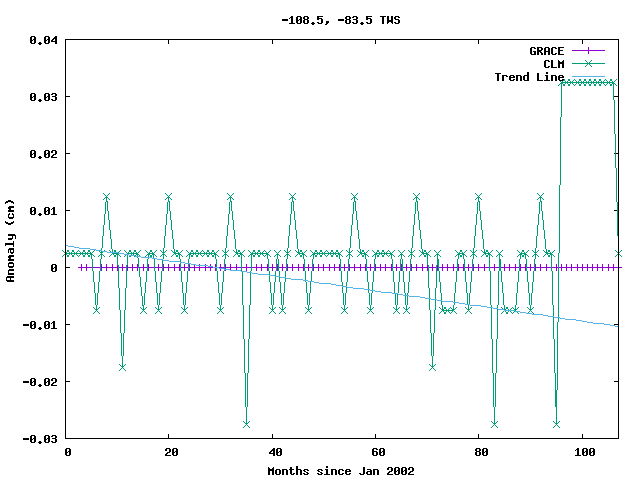 -108.5, -83.5 TWS
0.04
GRACE
CLM
Trend Line
0.03
0.02
0.01
0
-0.01
-0.02
-0.03
Anomaly (cm)
0 20 40 60 80 100
Months since Jan 2002